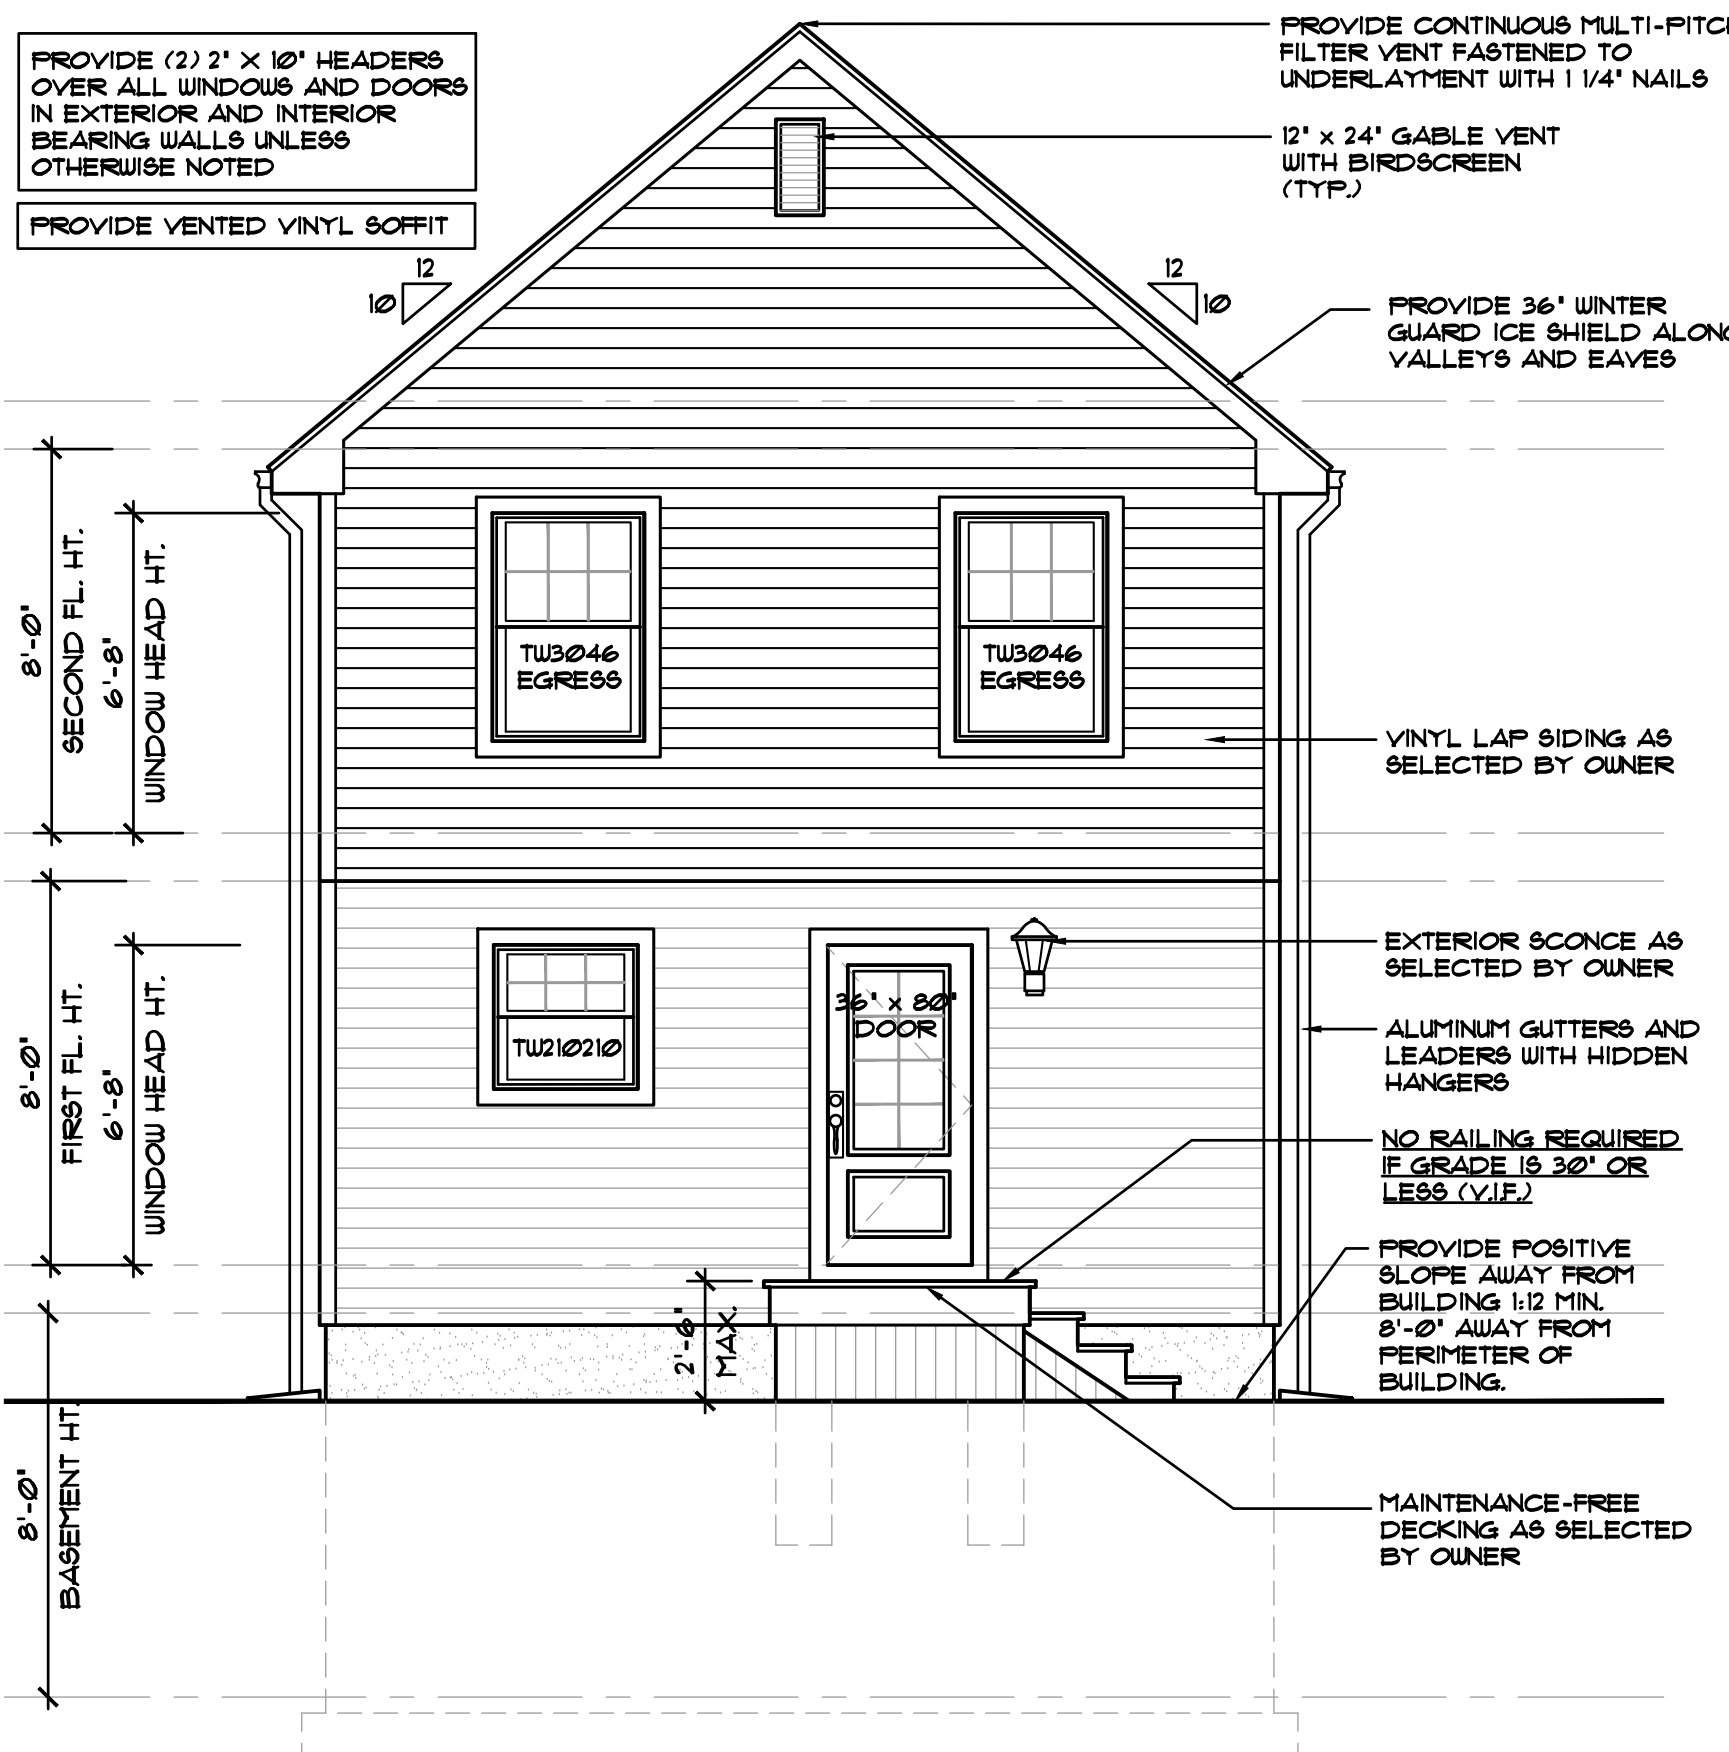 PROVIDE (2) 2" X 10" HEADERS
OVER ALL WINDOWS AND DOORS
IN EXTERIOR AND INTERIOR
BEARING WALLS UNLESS
OTHERWISE NOTED
PROVIDE VENTED VINYL SOFFIT
PROVIDE CONTINUOUS MULTI-PITCH
FILTER VENT FASTENED TO
UNDERLAYMENT WITH 1 1/4" NAILS
12" x 24" GABLE VENT
WITH BIRDSCREEN
(TYP.)
12
10
12
10
PROVIDE 36" WINTER
GUARD ICE SHIELD ALONG
VALLEYS AND EAVES
8'-0"
SECOND FL. HT.
6'-8"
WINDOW HEAD HT.
TW3046
EGRESS
TW3046
EGRESS
VINYL LAP SIDING AS
SELECTED BY OWNER
8'-0"
FIRST FL. HT.
6'-8"
WINDOW HEAD HT.
TW210210
36" x 80"
DOOR
EXTERIOR SCONCE AS
SELECTED BY OWNER
ALUMINUM GUTTERS AND
LEADERS WITH HIDDEN
HANGERS
NO RAILING REQUIRED
IF GRADE IS 30" OR
LESS (V.I.F.)
PROVIDE POSITIVE
SLOPE AWAY FROM
BUILDING 1:12 MIN.
8'-0" AWAY FROM
PERIMETER OF
BUILDING.
2'-6"
MAX.
8'-0"
BASEMENT HT.
MAINTENANCE-FREE
DECKING AS SELECTED
BY OWNER